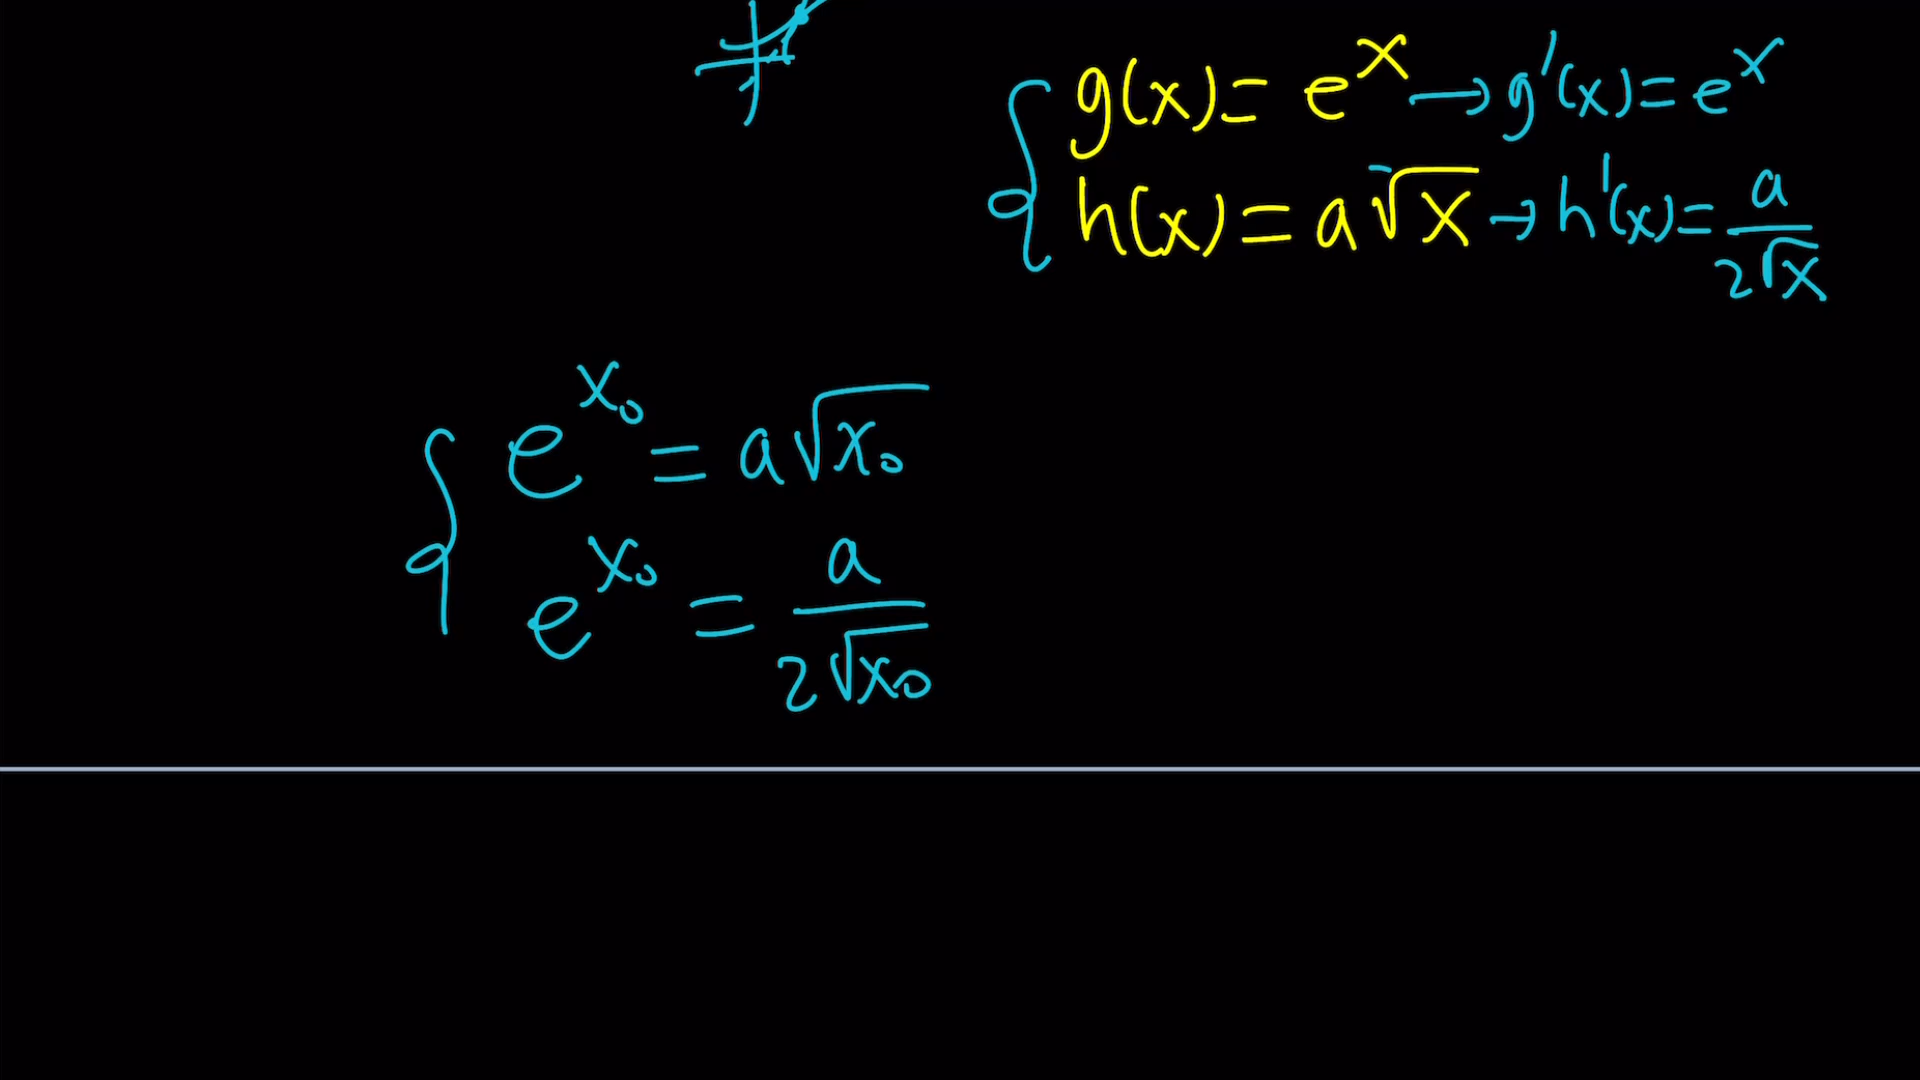 g(x) = e^x → g'(x) = e^x
h(x) = a√x → h'(x) = a/(2√x)
e^(x₀) = a√x₀
e^(x₀) = a/(2√x₀)